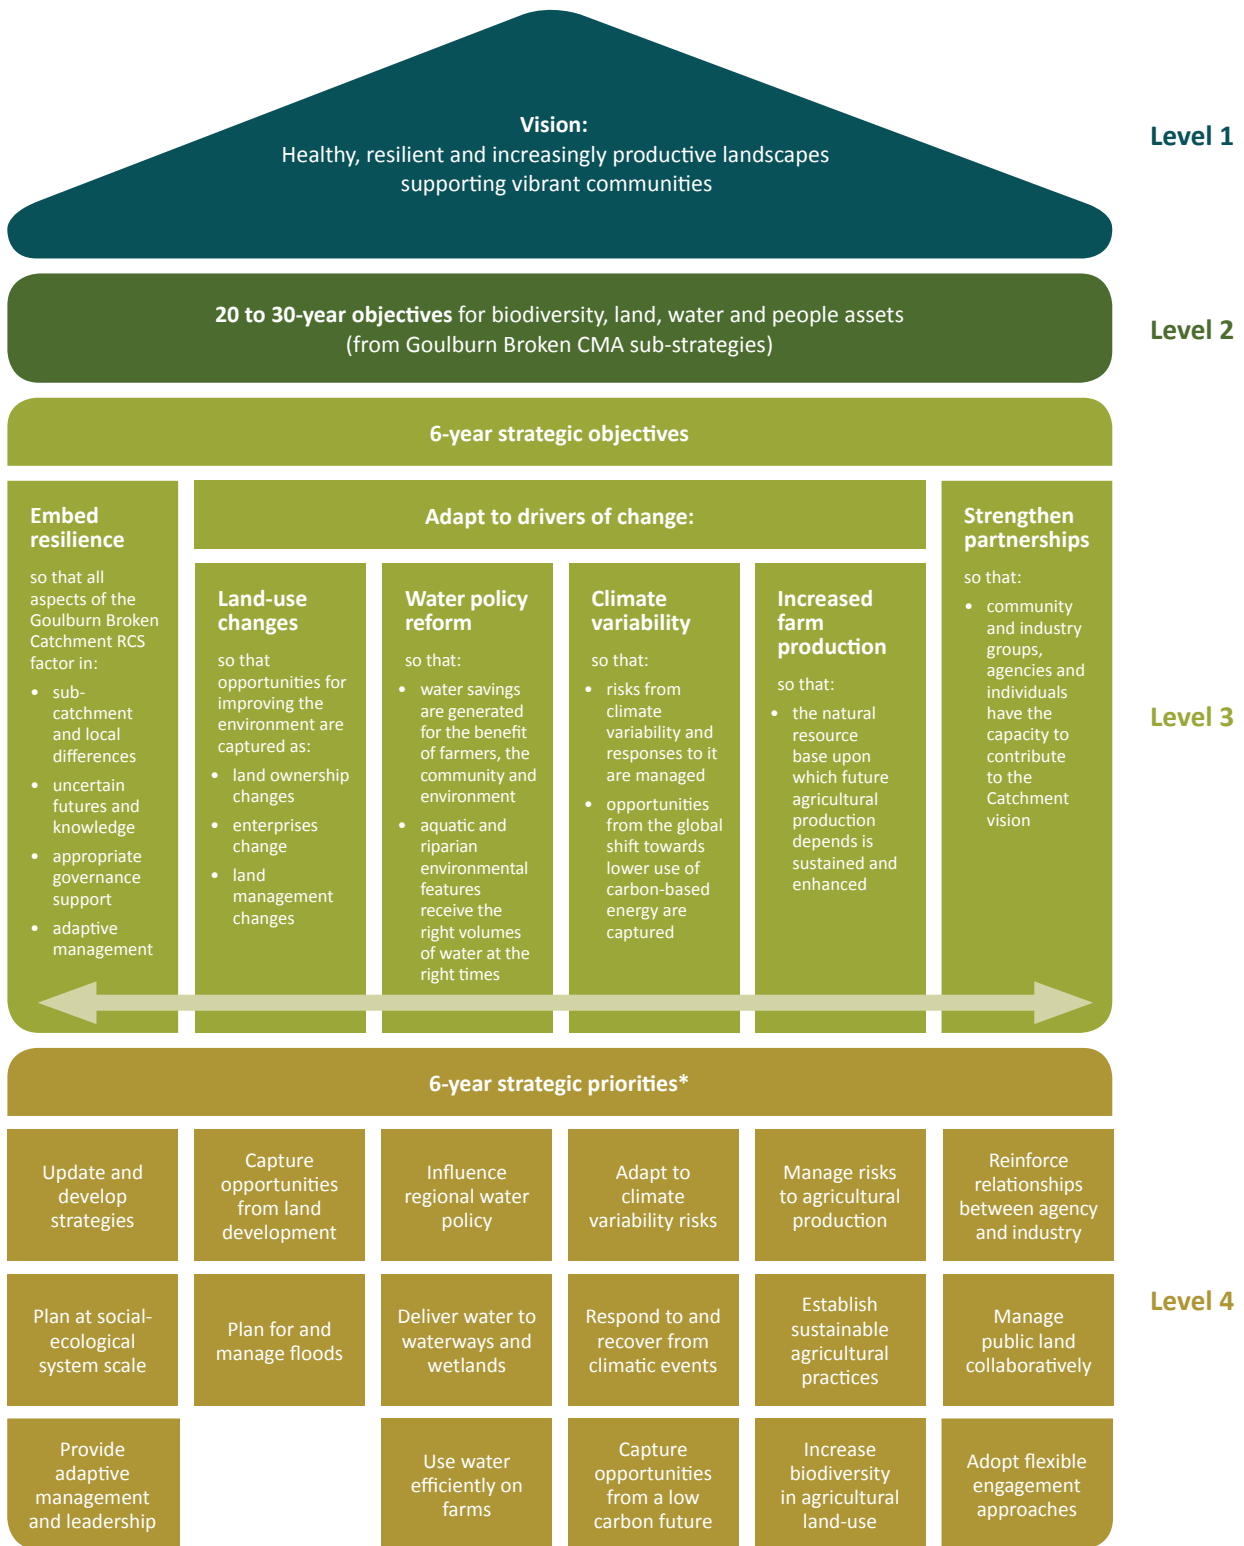 Vision:
Healthy, resilient and increasingly productive landscapes
supporting vibrant communities
Level 1
20 to 30-year objectives for biodiversity, land, water and people assets
(from Goulburn Broken CMA sub-strategies)
Level 2
6-year strategic objectives
Embed
resilience
so that all
aspects of the
Goulburn Broken
Catchment RCS
factor in:
• sub-
catchment
and local
differences
• uncertain
futures and
knowledge
• appropriate
governance
support
• adaptive
management
Adapt to drivers of change:
Land-use
changes
so that
opportunities for
improving the
environment are
captured as:
• land ownership
changes
• enterprises
change
• land
management
changes
Water policy
reform
so that:
• water savings
are generated
for the benefit
of farmers, the
community and
environment
• aquatic and
riparian
environmental
features
receive the
right volumes
of water at the
right times
Climate
variability
so that:
• risks from
climate
variability and
responses to it
are managed
• opportunities
from the global
shift towards
lower use of
carbon-based
energy are
captured
Increased
farm
production
so that:
• the natural
resource
base upon
which future
agricultural
production
depends is
sustained and
enhanced
Strengthen
partnerships
so that:
• community
and industry
groups,
agencies and
individuals
have the
capacity to
contribute
to the
Catchment
vision
Level 3
6-year strategic priorities*
Update and
develop
strategies
Capture
opportunities
from land
development
Influence
regional water
policy
Adapt to
climate
variability risks
Manage risks
to agricultural
production
Reinforce
relationships
between agency
and industry
Plan at social-
ecological
system scale
Plan for and
manage floods
Deliver water to
waterways and
wetlands
Respond to and
recover from
climatic events
Establish
sustainable
agricultural
practices
Manage
public land
collaboratively
Level 4
Provide
adaptive
management
and leadership
Use water
efficiently on
farms
Capture
opportunities
from a low
carbon future
Increase
biodiversity
in agricultural
land-use
Adopt flexible
engagement
approaches